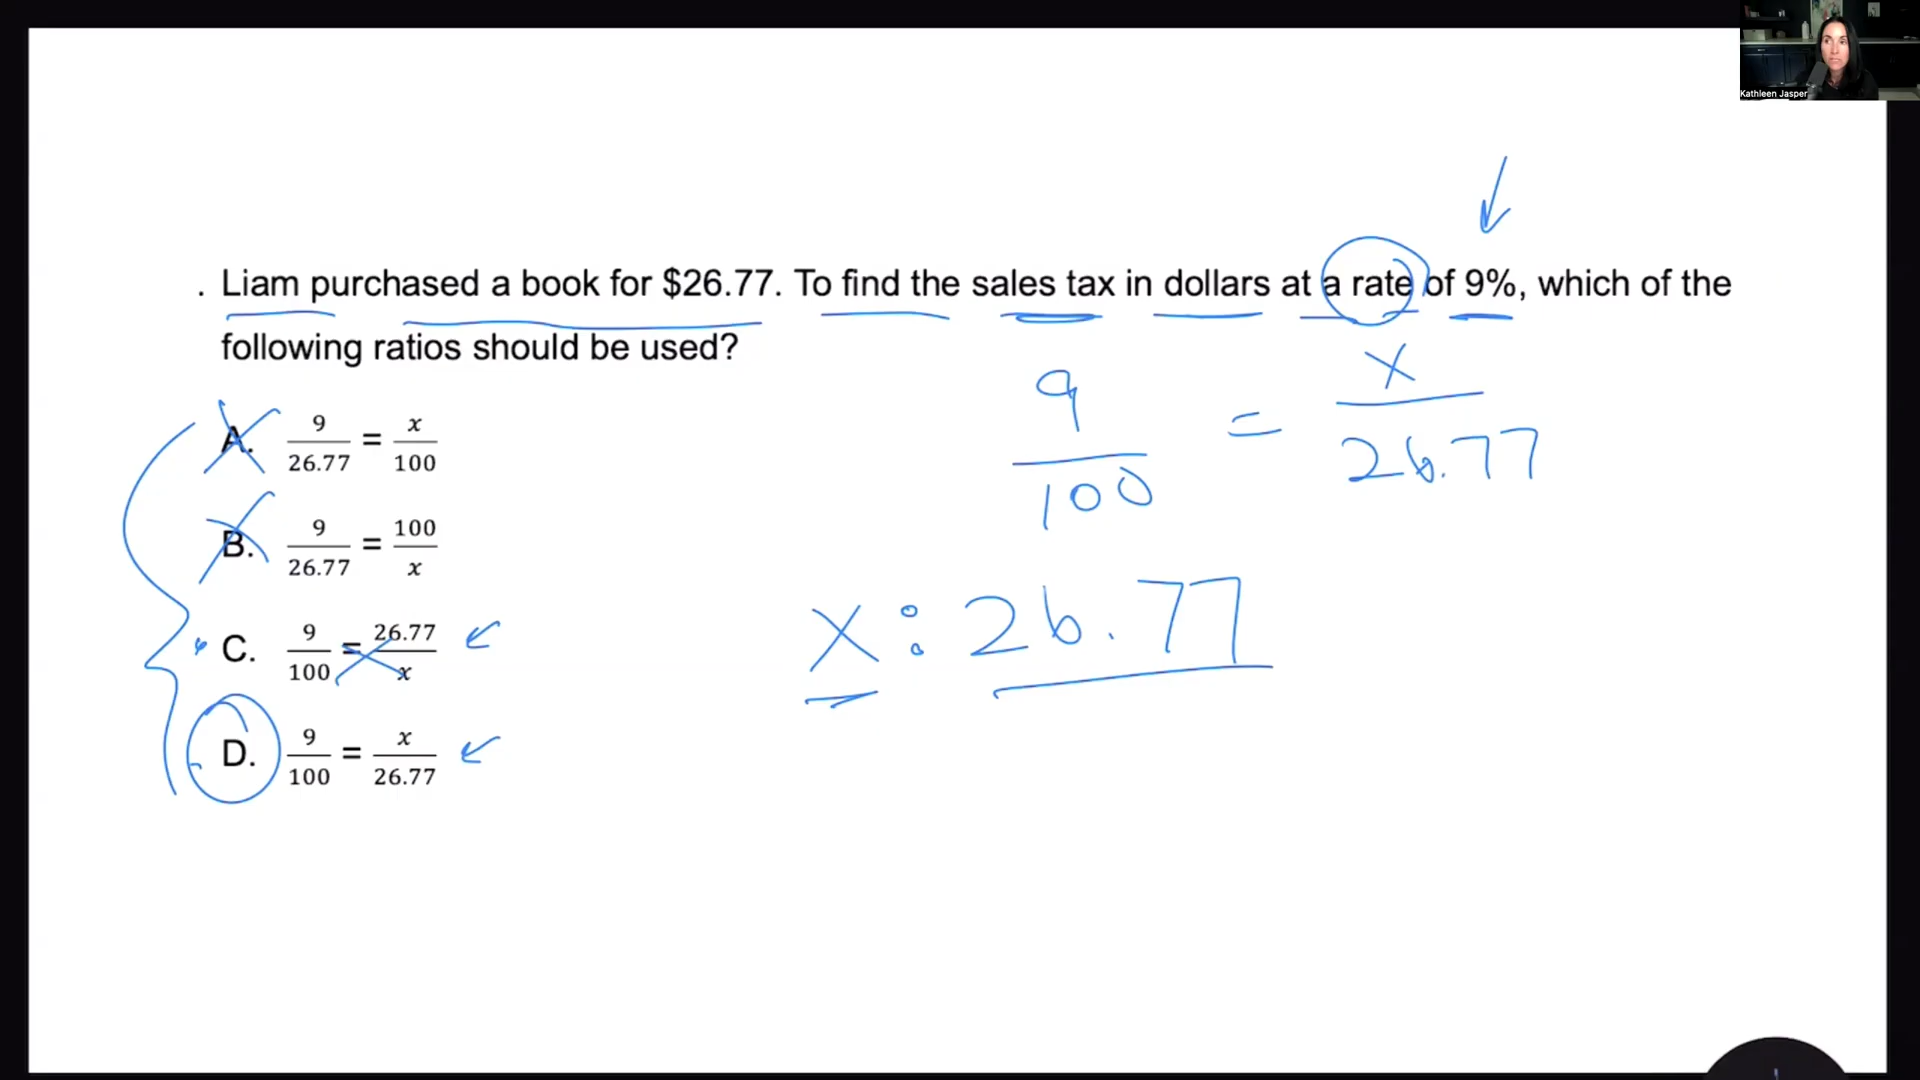 Kathleen Jasper
. Liam purchased a book for $26.77. To find the sales tax in dollars at a rate of 9%, which of the
following ratios should be used?
A. 9/26.77 = x/100
B. 9/26.77 = 100/x
C. 9/100 = 26.77/x
D. 9/100 = x/26.77
9/100 = x/26.77
x : 26.77